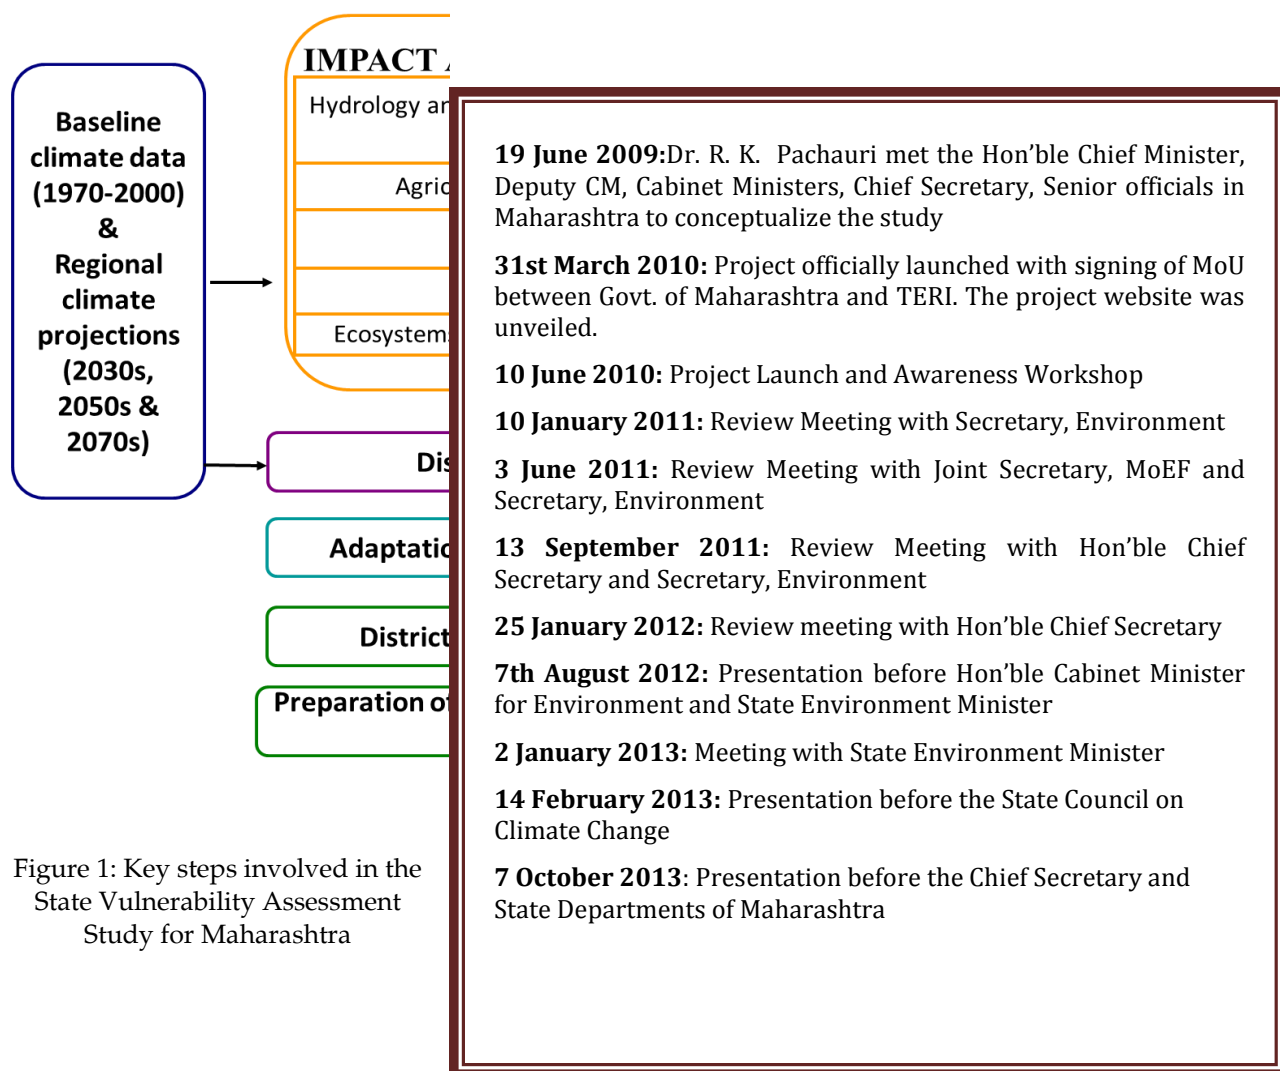 Baseline
climate data
(1970-2000)
&
Regional
climate
projections
(2030s,
2050s &
2070s)
IMPACT
Hydrology
Ecosystems
Adaptatio
District
Preparation of
Figure 1: Key steps involved in the
State Vulnerability Assessment
Study for Maharashtra
19 June 2009:Dr. R. K. Pachauri met the Hon’ble Chief Minister,
Deputy CM, Cabinet Ministers, Chief Secretary, Senior officials in
Maharashtra to conceptualize the study
31st March 2010: Project officially launched with signing of MoU
between Govt. of Maharashtra and TERI. The project website was
unveiled.
10 June 2010: Project Launch and Awareness Workshop
10 January 2011: Review Meeting with Secretary, Environment
3 June 2011: Review Meeting with Joint Secretary, MoEF and
Secretary, Environment
13 September 2011: Review Meeting with Hon’ble Chief
Secretary and Secretary, Environment
25 January 2012: Review meeting with Hon’ble Chief Secretary
7th August 2012: Presentation before Hon’ble Cabinet Minister
for Environment and State Environment Minister
2 January 2013: Meeting with State Environment Minister
14 February 2013: Presentation before the State Council on
Climate Change
7 October 2013: Presentation before the Chief Secretary and
State Departments of Maharashtra